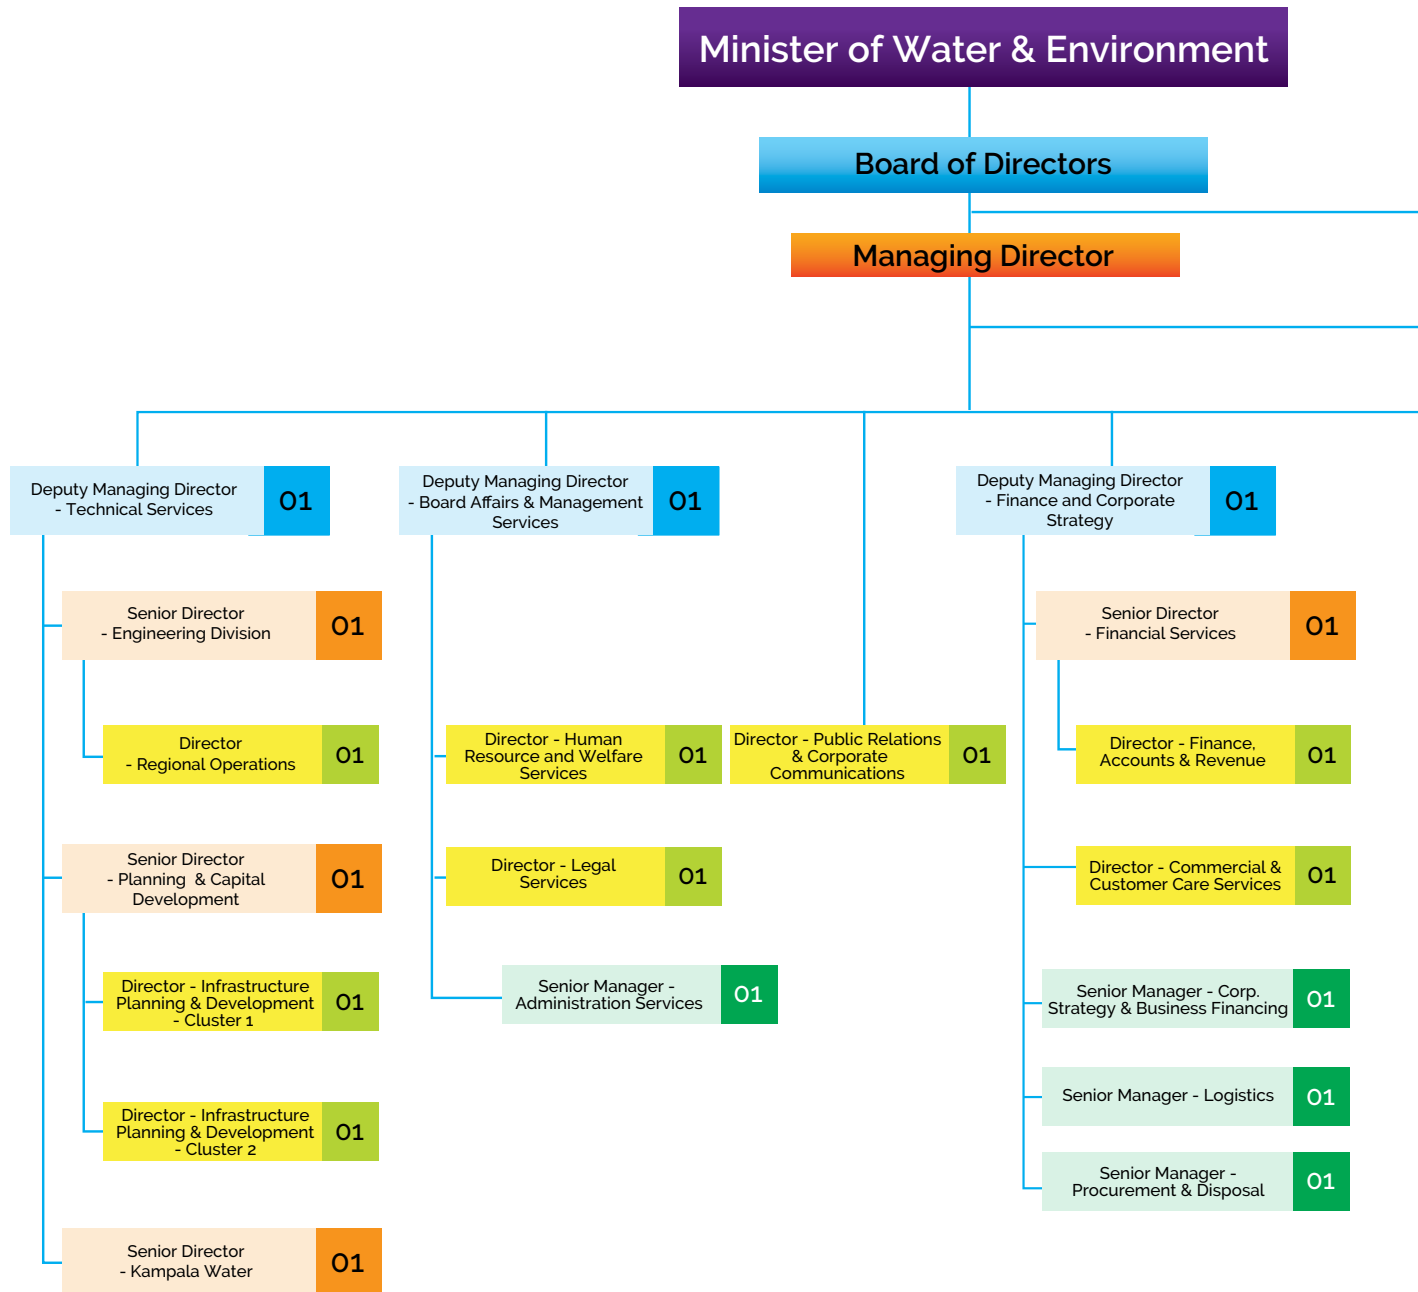 Minister of Water & Environment
Board of Directors
Managing Director
Deputy Managing Director
- Technical Services
01
Senior Director
- Engineering Division
01
Director
- Regional Operations
01
Senior Director
- Planning & Capital
Development
01
Director - Infrastructure
Planning & Development
- Cluster 1
01
Director - Infrastructure
Planning & Development
- Cluster 2
01
Senior Director
- Kampala Water
01
Deputy Managing Director
- Board Affairs & Management
Services
01
Director - Human
Resource and Welfare
Services
01
Director - Legal
Services
01
Senior Manager -
Administration Services
01
Director - Public Relations
& Corporate
Communications
01
Deputy Managing Director
- Finance and Corporate
Strategy
01
Senior Director
- Financial Services
01
Director - Finance,
Accounts & Revenue
01
Director - Commercial &
Customer Care Services
01
Senior Manager - Corp.
Strategy & Business Financing
01
Senior Manager - Logistics
01
Senior Manager -
Procurement & Disposal
01